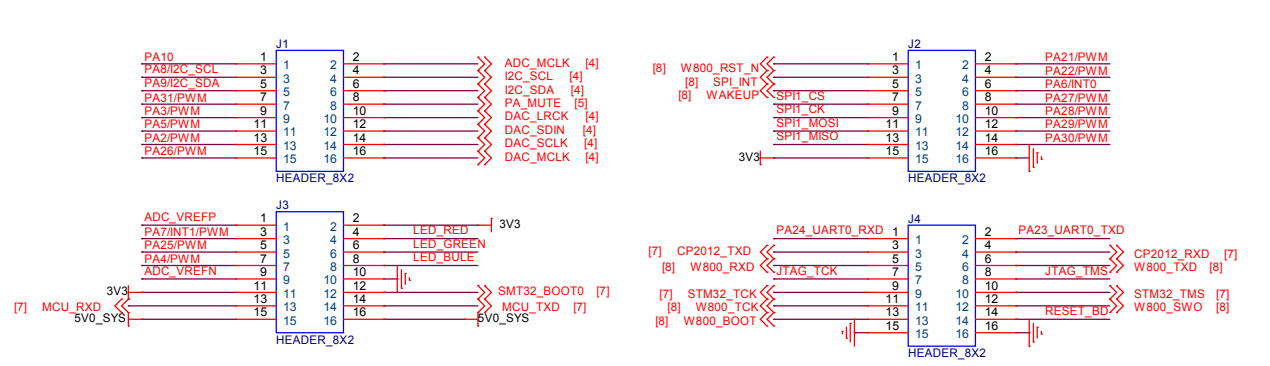 J1
PA10 1 1 2 2 ADC_MCLK [4]
PA8/I2C_SCL 3 3 4 4 I2C_SCL [4]
PA9/I2C_SDA 5 5 6 6 I2C_SDA [4]
PA31/PWM 7 7 8 8 PA_MUTE [5]
PA3/PWM 9 9 10 10 DAC_LRCK [4]
PA5/PWM 11 11 12 12 DAC_SDIN [4]
PA2/PWM 13 13 14 14 DAC_SCLK [4]
PA26/PWM 15 15 16 16 DAC_MCLK [4]
HEADER_8X2
J2
[8] W800_RST_N 1 1 2 2 PA21/PWM
[8] SPI_INT 3 3 4 4 PA22/PWM
[8] WAKEUP 5 5 6 6 PA6/INT0
SPI1_CS 7 7 8 8 PA27/PWM
SPI1_CK 9 9 10 10 PA28/PWM
SPI1_MOSI 11 11 12 12 PA29/PWM
SPI1_MISO 13 13 14 14 PA30/PWM
3V3 15 15 16 16
HEADER_8X2
J3
ADC_VREFP 1 1 2 2 3V3
PA7/INT1/PWM 3 3 4 4 LED_RED
PA25/PWM 5 5 6 6 LED_GREEN
PA4/PWM 7 7 8 8 LED_BULE
ADC_VREFN 9 9 10 10
3V3 11 11 12 12 SMT32_BOOT0 [7]
[7] MCU_RXD 13 13 14 14 MCU_TXD [7]
5V0_SYS 15 15 16 16 5V0_SYS
HEADER_8X2
J4
PA24_UART0_RXD 1 1 2 2 PA23_UART0_TXD
[7] CP2012_TXD 3 3 4 4 CP2012_RXD [7]
[8] W800_RXD 5 5 6 6 W800_TXD [8]
JTAG_TCK 7 7 8 8 JTAG_TMS
[7] STM32_TCK 9 9 10 10 STM32_TMS [7]
[8] W800_TCK 11 11 12 12 W800_SWO [8]
[8] W800_BOOT 13 13 14 14 RESET_BD
15 15 16 16
HEADER_8X2